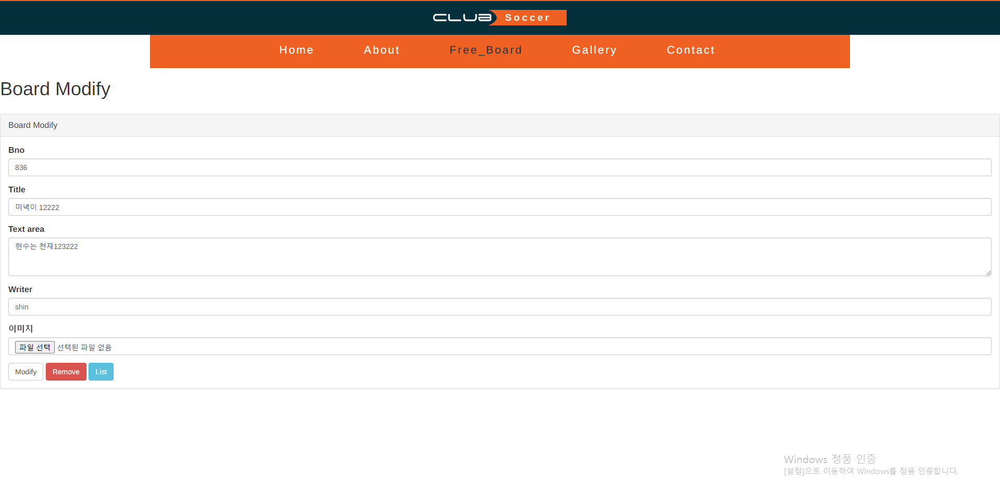 CLUB Soccer
Home About Free_Board Gallery Contact
Board Modify
Board Modify
Bno
836
Title
미녁이 12222
Text area
현수는 천재123222
Writer
shin
이미지
파일 선택 선택된 파일 없음
Modify Remove List
Windows 정품 인증
[설정]으로 이동하여 Windows를 정품 인증합니다.